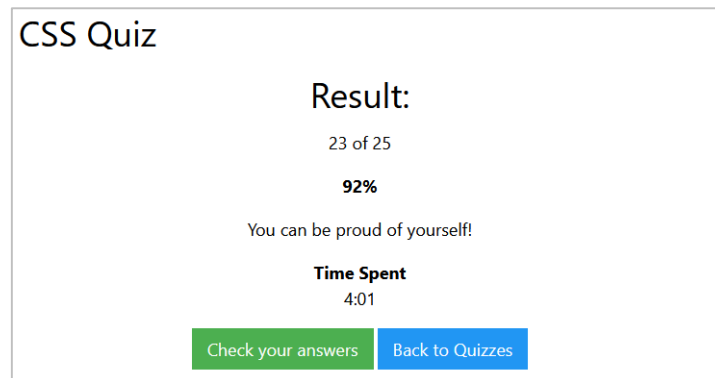 CSS Quiz
Result:
23 of 25
92%
You can be proud of yourself!
Time Spent
4:01
Check your answers Back to Quizzes